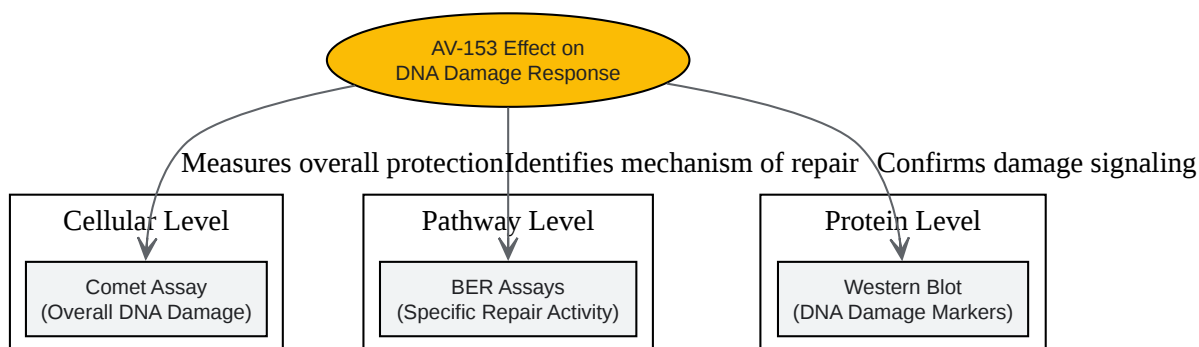 AV-153 Effect on
DNA Damage Response
Measures overall protection
Identifies mechanism of repair
Confirms damage signaling
Cellular Level
Pathway Level
Protein Level
Comet Assay
(Overall DNA Damage)
BER Assays
(Specific Repair Activity)
Western Blot
(DNA Damage Markers)